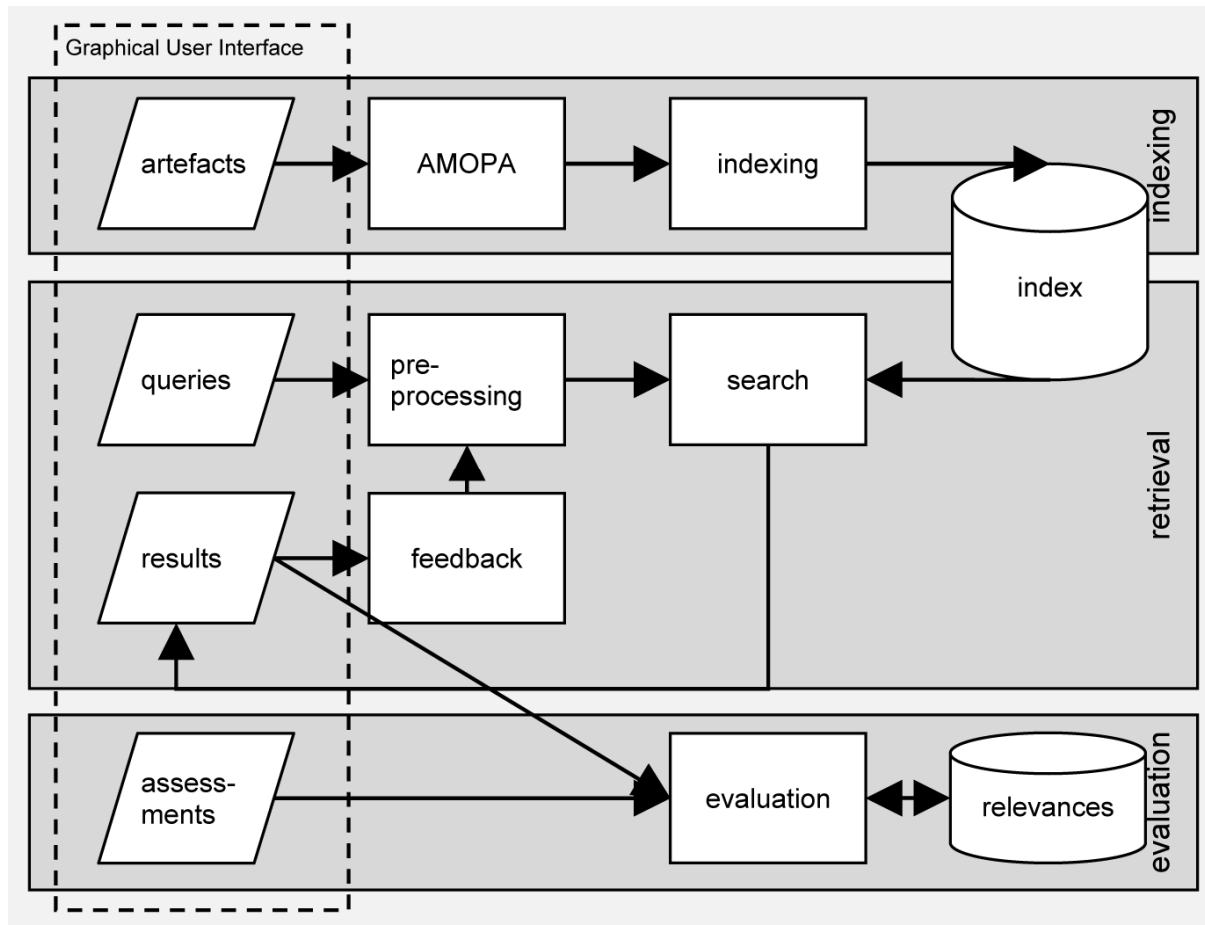 Graphical User Interface
artefacts
AMOPA
indexing
indexing
index
queries
pre-
processing
search
retrieval
results
feedback
assess-
ments
evaluation
relevances
evaluation